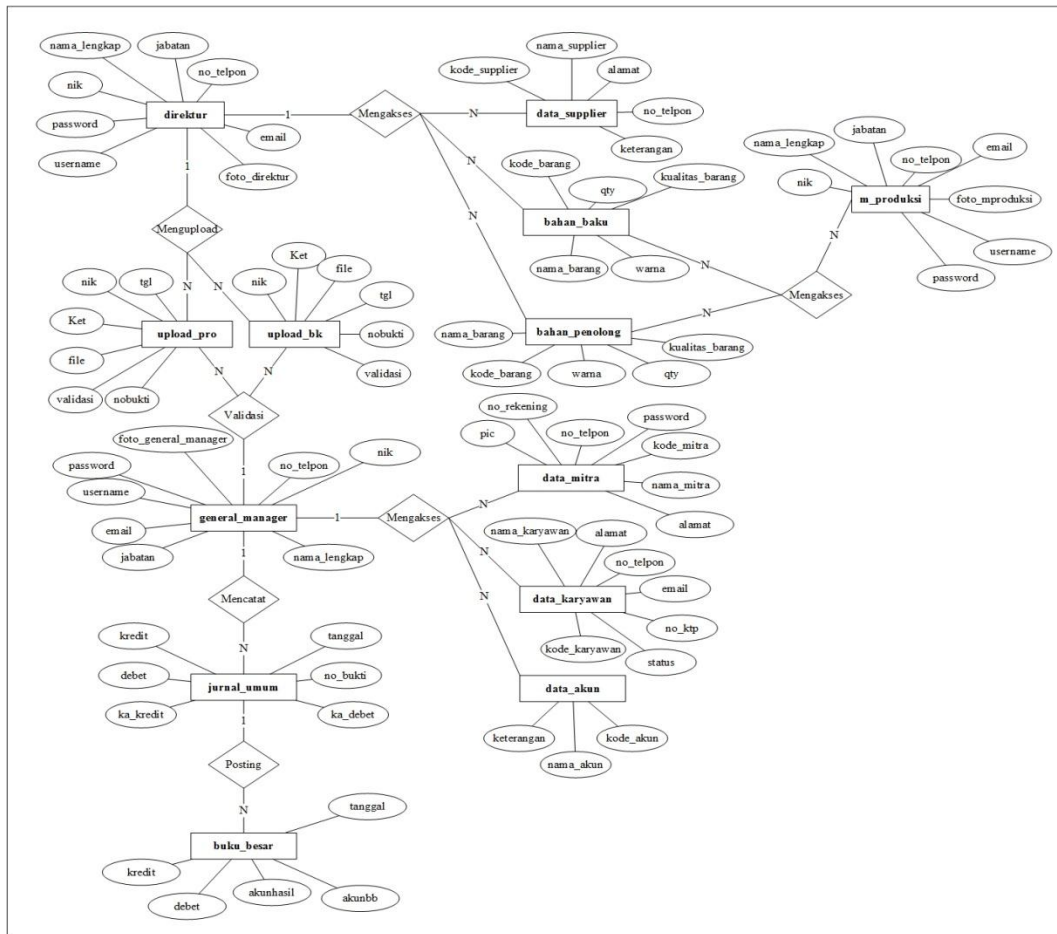 nama_lengkap
jabatan
no_telpon
nik
direktur
password
email
username
foto_direktur
1
Mengakses
N
nama_supplier
kode_supplier
alamat
data_supplier
no_telpon
keterangan
N
kode_barang
qty
kualitas_barang
bahan_baku
nama_barang
warna
N
jabatan
nama_lengkap
email
no_telpon
nik
m_produksi
foto_mproduksi
username
password
N
Mengakses
N
N
bahan_penolong
nama_barang
kualitas_barang
kode_barang
warna
qty
1
Mengupload
N
N
nik
tgl
Ket
upload_pro
file
validasi
nobukti
Ket
nik
file
tgl
upload_bk
nobukti
validasi
N
N
Validasi
1
foto_general_manager
nik
password
no_telpon
username
general_manager
email
jabatan
nama_lengkap
1
Mengakses
N
no_rekening
password
pic
no_telpon
kode_mitra
data_mitra
nama_mitra
alamat
N
nama_karyawan
alamat
no_telpon
data_karyawan
email
no_ktp
kode_karyawan
status
N
data_akun
keterangan
kode_akun
nama_akun
1
Mencatat
N
kredit
tanggal
debet
no_bukti
jurnal_umum
ka_kredit
ka_debet
1
Posting
N
tanggal
buku_besar
kredit
akunhasil
akunbb
debet